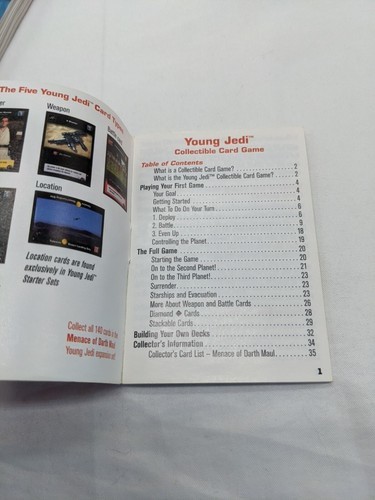 The Five Young Jedi™ Card Types
Weapon
Location
Location cards are found
exclusively in Young Jedi™
Starter Sets
Collect all 140 cards in the
Menace of Darth Maul
Young Jedi expansion set!
Young Jedi™
Collectible Card Game
Table of Contents
What is a Collectible Card Game? 2
What is the Young Jedi™ Collectible Card Game? 2
Playing Your First Game 4
Your Goal 4
Getting Started 4
What To Do On Your Turn 6
1. Deploy 6
2. Battle 9
3. Even Up 18
Controlling the Planet 19
The Full Game 20
Starting the Game 20
On to the Second Planet! 21
On to the Third Planet! 23
Surrender 23
Starships and Evacuation 23
More About Weapon and Battle Cards 26
Diamond ◆ Cards 28
Stackable Cards 29
Building Your Own Decks 32
Collector's Information 34
Collector's Card List – Menace of Darth Maul 35
1